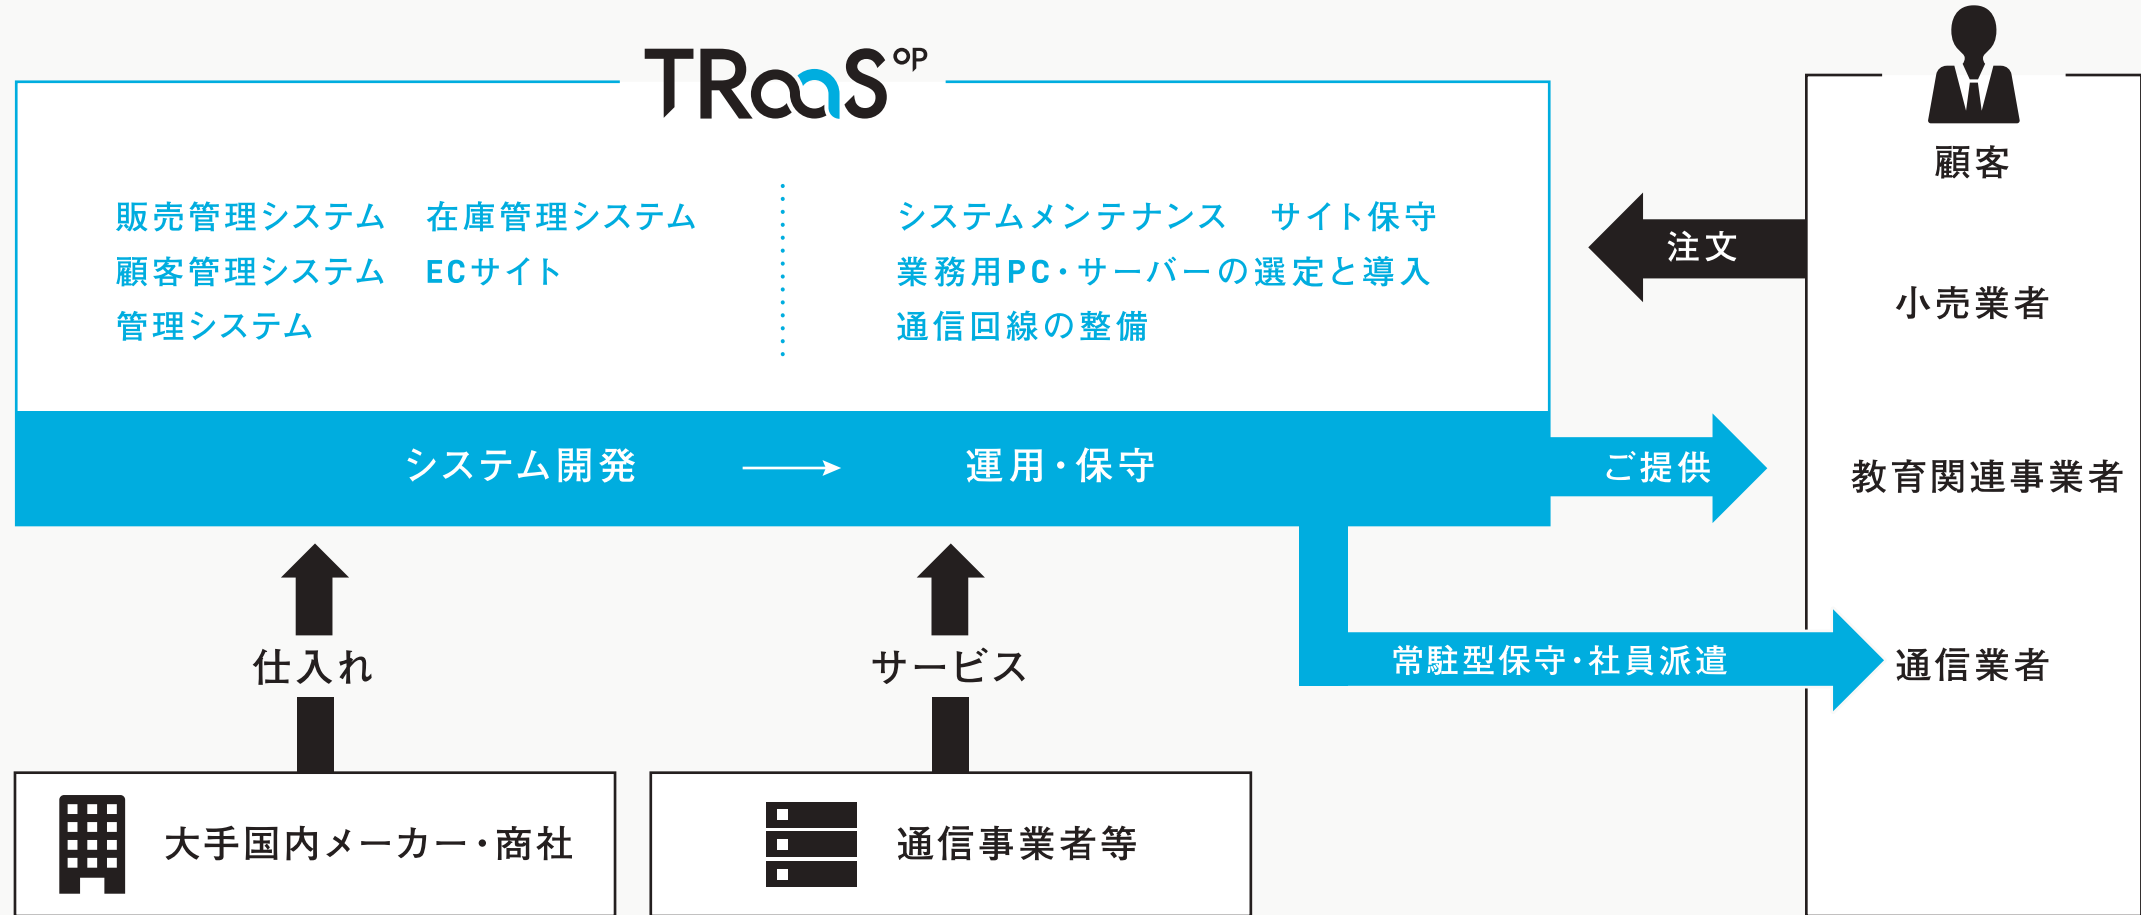 TRaaS OP
販売管理システム　在庫管理システム
顧客管理システム　ECサイト
管理システム
システムメンテナンス　サイト保守
業務用PC・サーバーの選定と導入
通信回線の整備
システム開発
運用・保守
仕入れ
サービス
大手国内メーカー・商社
通信事業者等
注文
ご提供
常駐型保守・社員派遣
顧客
小売業者
教育関連事業者
通信業者